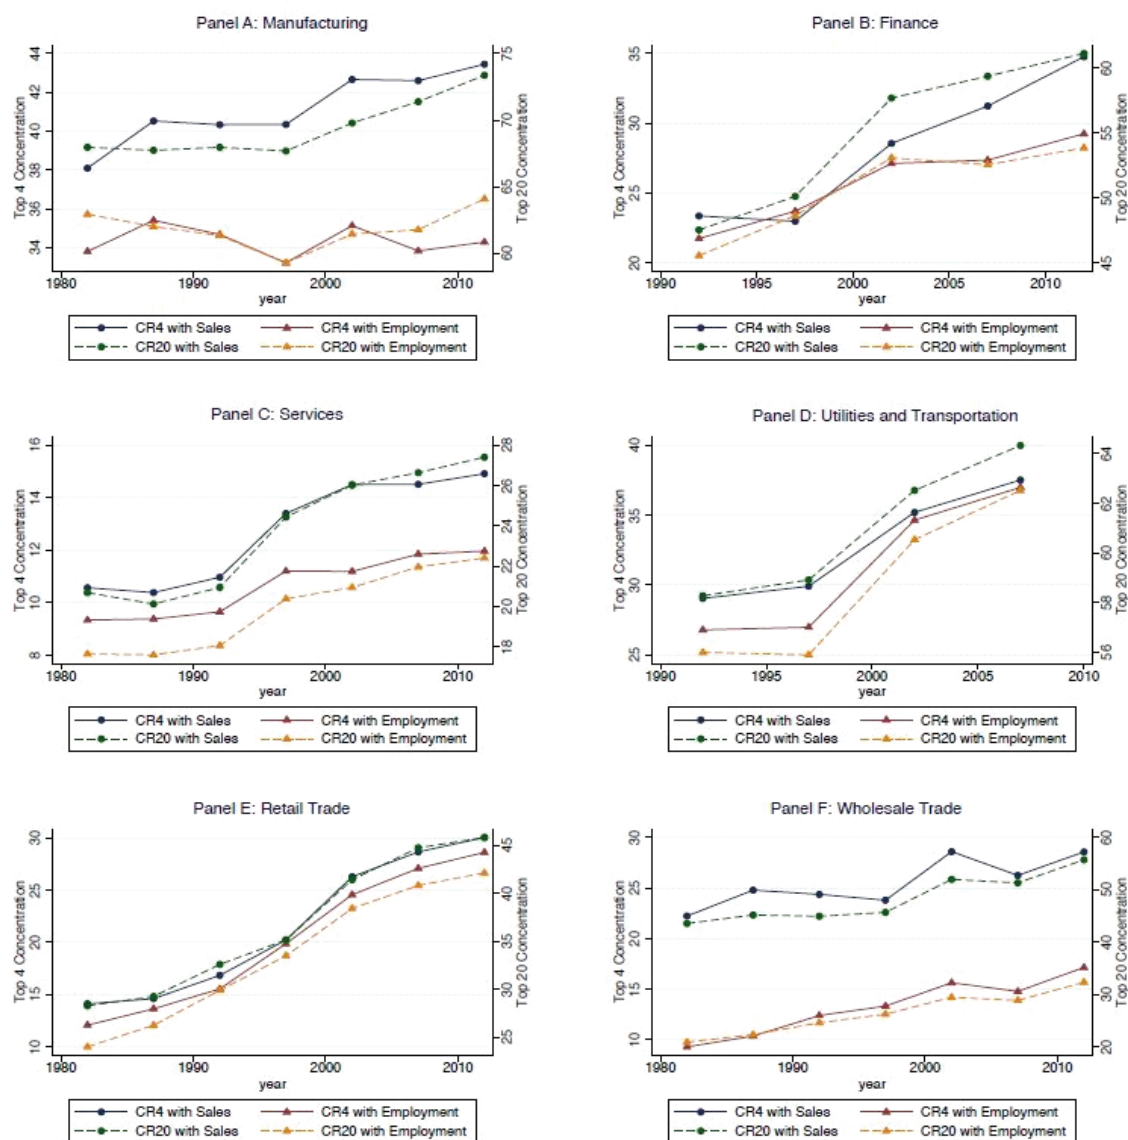 Panel A: Manufacturing
Top 4 Concentration
34 36 38 40 42 44
Top 20 Concentration
60 65 70 75
1980 1990 2000 2010
year
CR4 with Sales CR4 with Employment
CR20 with Sales CR20 with Employment
Panel B: Finance
Top 4 Concentration
20 25 30 35
Top 20 Concentration
45 50 55 60
1990 1995 2000 2005 2010
year
CR4 with Sales CR4 with Employment
CR20 with Sales CR20 with Employment
Panel C: Services
Top 4 Concentration
8 10 12 14 16
Top 20 Concentration
18 20 22 24 26 28
1980 1990 2000 2010
year
CR4 with Sales CR4 with Employment
CR20 with Sales CR20 with Employment
Panel D: Utilities and Transportation
Top 4 Concentration
25 30 35 40
Top 20 Concentration
56 58 60 62 64
1990 1995 2000 2005 2010
year
CR4 with Sales CR4 with Employment
CR20 with Sales CR20 with Employment
Panel E: Retail Trade
Top 4 Concentration
10 15 20 25 30
Top 20 Concentration
25 30 35 40 45
1980 1990 2000 2010
year
CR4 with Sales CR4 with Employment
CR20 with Sales CR20 with Employment
Panel F: Wholesale Trade
Top 4 Concentration
10 15 20 25 30
Top 20 Concentration
20 30 40 50 60
1980 1990 2000 2010
year
CR4 with Sales CR4 with Employment
CR20 with Sales CR20 with Employment